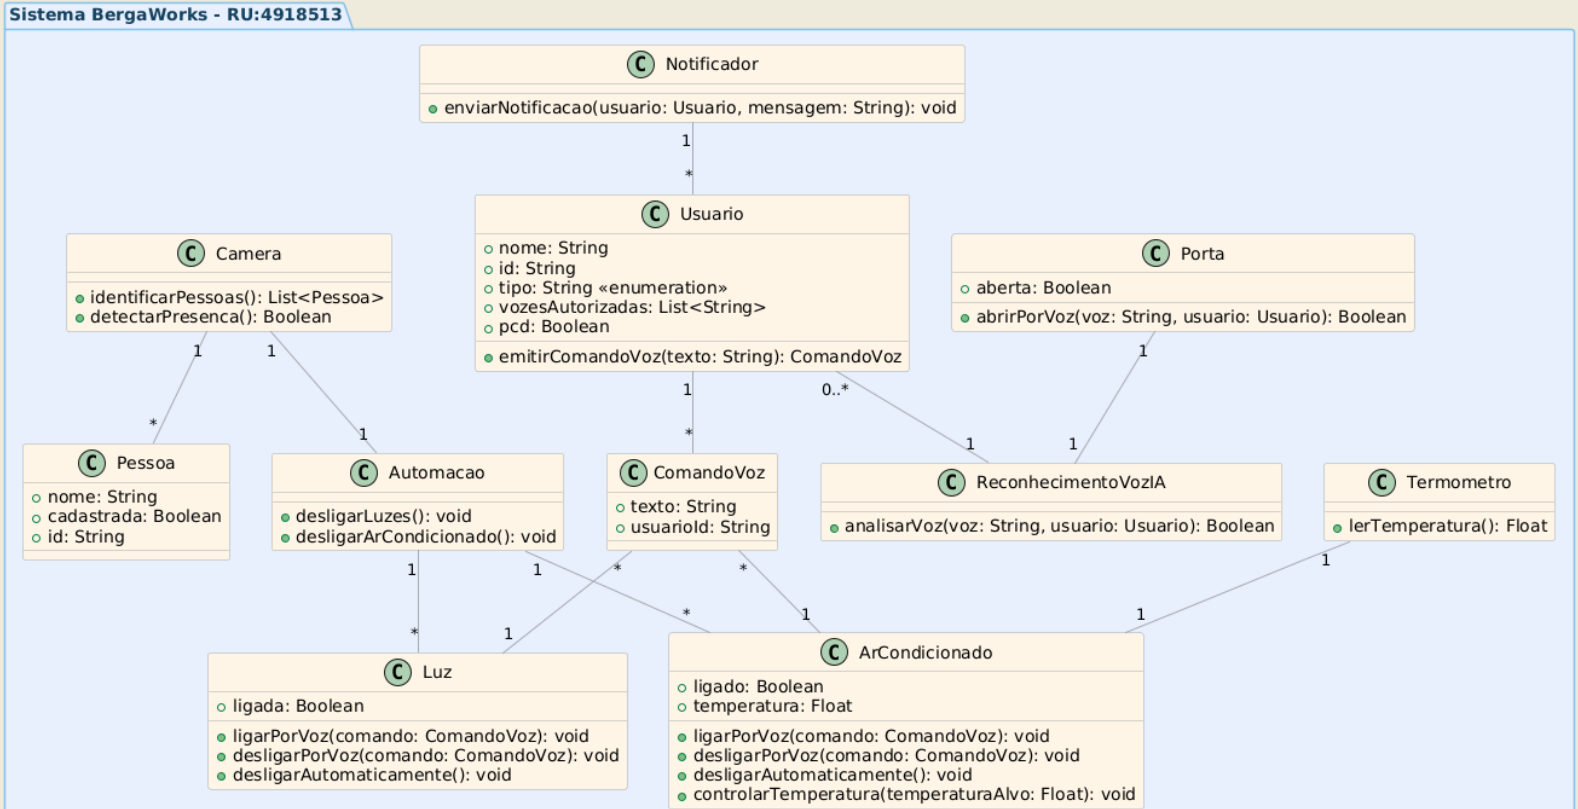 Sistema BergaWorks - RU:4918513
C Notificador
enviarNotificacao(usuario: Usuario, mensagem: String): void
1
*
C Usuario
nome: String
id: String
tipo: String «enumeration»
vozesAutorizadas: List<String>
pcd: Boolean
emitirComandoVoz(texto: String): ComandoVoz
C Camera
identificarPessoas(): List<Pessoa>
detectarPresenca(): Boolean
C Porta
aberta: Boolean
abrirPorVoz(voz: String, usuario: Usuario): Boolean
1
1
1
0..*
1
*
1
*
1
1
C Pessoa
nome: String
cadastrada: Boolean
id: String
C Automacao
desligarLuzes(): void
desligarArCondicionado(): void
C ComandoVoz
texto: String
usuarioId: String
C ReconhecimentoVozIA
analisarVoz(voz: String, usuario: Usuario): Boolean
C Termometro
lerTemperatura(): Float
1
1
*
*
1
*
1
*
1
1
C Luz
ligada: Boolean
ligarPorVoz(comando: ComandoVoz): void
desligarPorVoz(comando: ComandoVoz): void
desligarAutomaticamente(): void
C ArCondicionado
ligado: Boolean
temperatura: Float
ligarPorVoz(comando: ComandoVoz): void
desligarPorVoz(comando: ComandoVoz): void
desligarAutomaticamente(): void
controlarTemperatura(temperaturaAlvo: Float): void